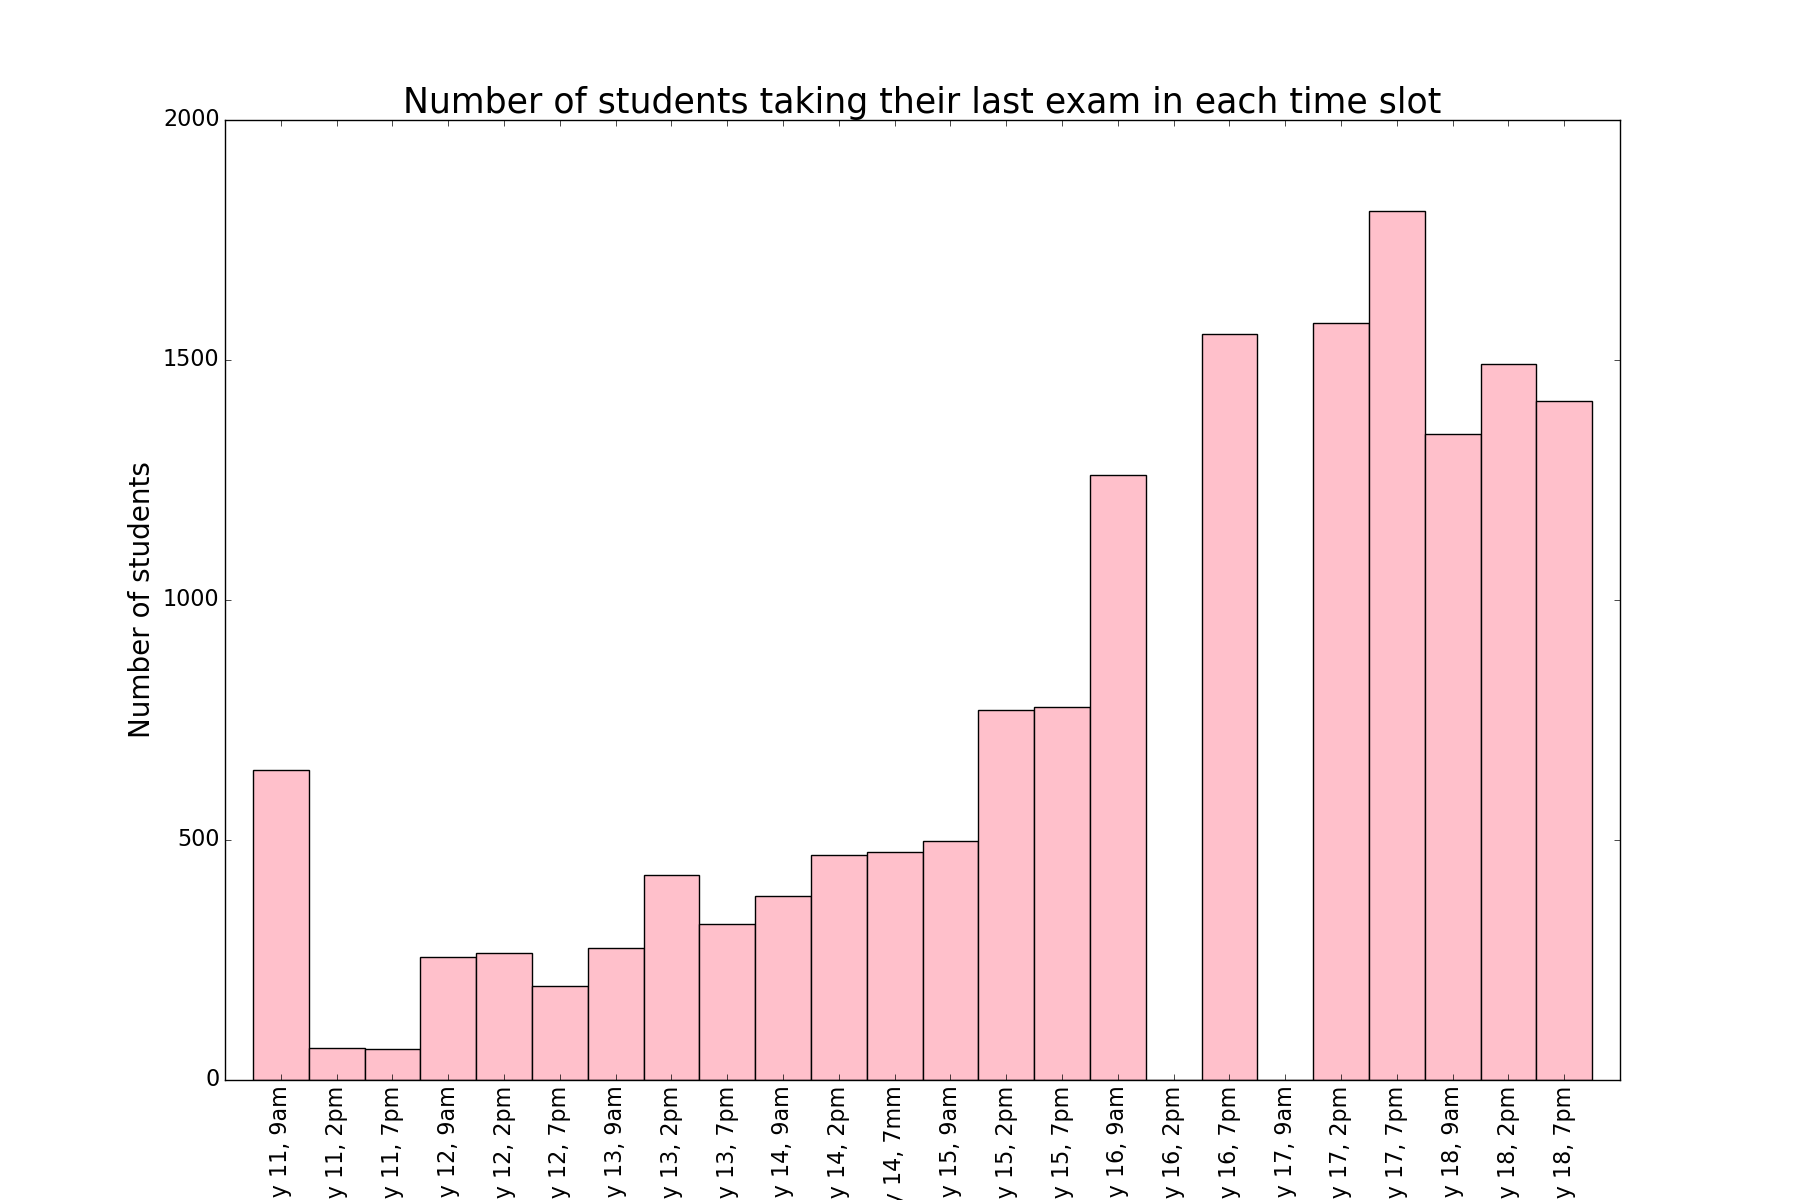 Number of students taking their last exam in each time slot
Number of students
2000
1500
1000
500
0
y 11, 9am
y 11, 2pm
y 11, 7pm
y 12, 9am
y 12, 2pm
y 12, 7pm
y 13, 9am
y 13, 2pm
y 13, 7pm
y 14, 9am
y 14, 2pm
y 14, 7mm
y 15, 9am
y 15, 2pm
y 15, 7pm
y 16, 9am
y 16, 2pm
y 16, 7pm
y 17, 9am
y 17, 2pm
y 17, 7pm
y 18, 9am
y 18, 2pm
y 18, 7pm